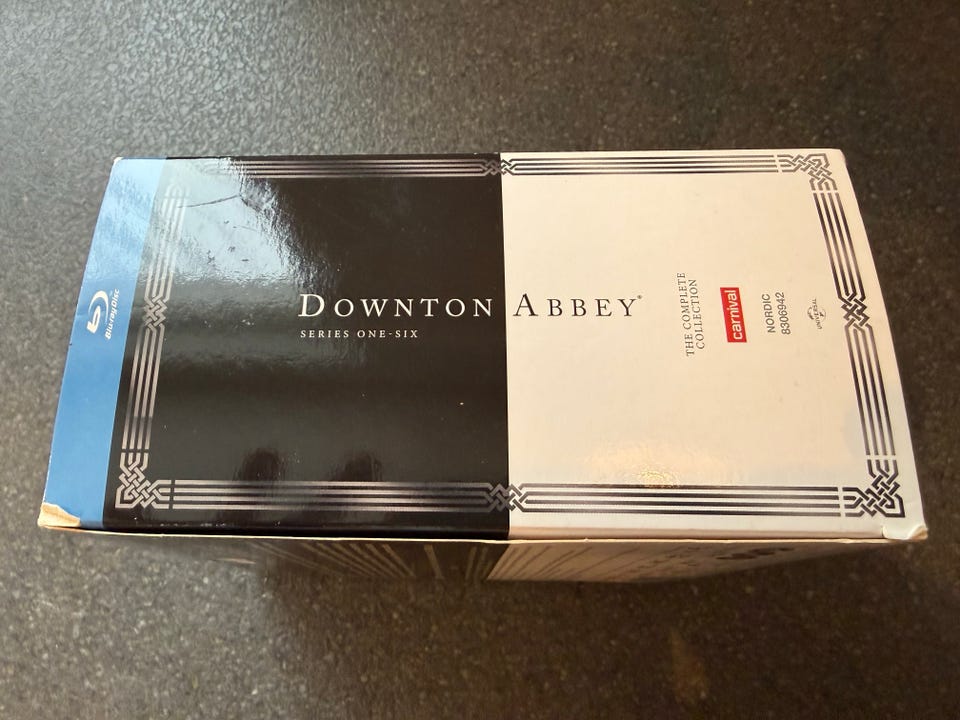 Blu-ray Disc
DOWNTON ABBEY®
SERIES ONE-SIX
THE COMPLETE
COLLECTION
carnival
NORDIC
8306942
UNIVERSAL